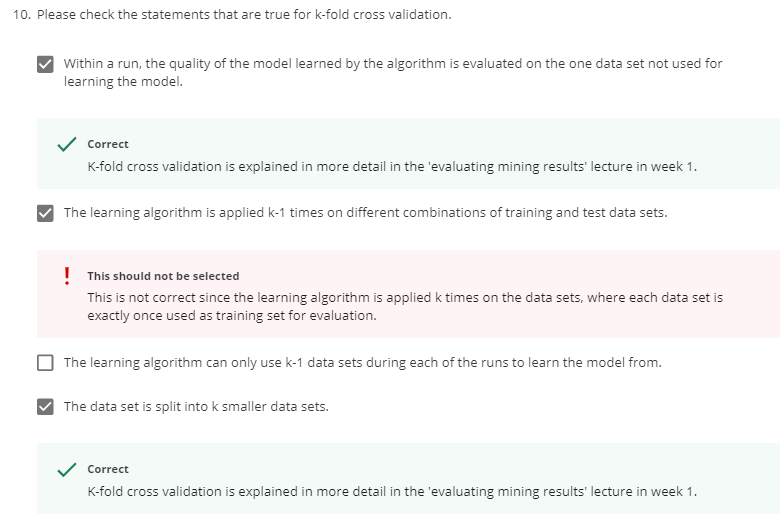 10. Please check the statements that are true for k-fold cross validation.
Within a run, the quality of the model learned by the algorithm is evaluated on the one data set not used for
learning the model.
Correct
K-fold cross validation is explained in more detail in the 'evaluating mining results' lecture in week 1.
The learning algorithm is applied k-1 times on different combinations of training and test data sets.
This should not be selected
This is not correct since the learning algorithm is applied k times on the data sets, where each data set is
exactly once used as training set for evaluation.
The learning algorithm can only use k-1 data sets during each of the runs to learn the model from.
The data set is split into k smaller data sets.
Correct
K-fold cross validation is explained in more detail in the 'evaluating mining results' lecture in week 1.